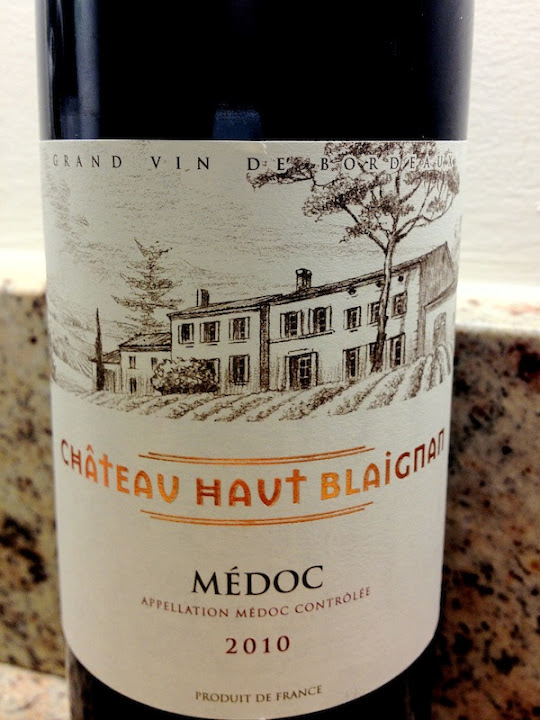 GRAND VIN DE BORDEAUX
CHÂTEAU HAUT BLAIGNAN
MÉDOC
APPELLATION MÉDOC CONTRÔLÉE
2010
PRODUIT DE FRANCE